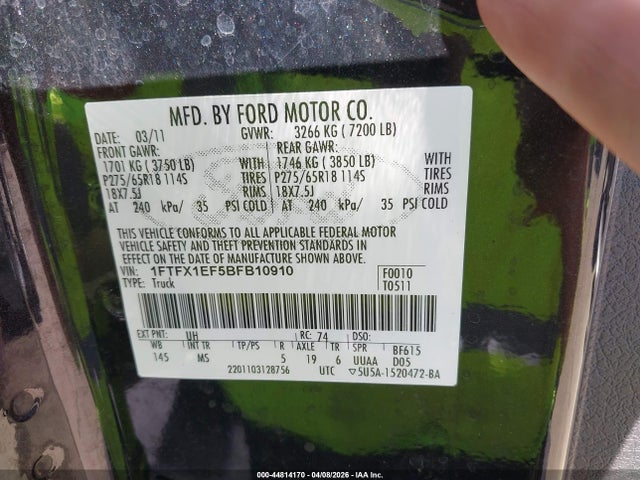 MFD. BY FORD MOTOR CO.
DATE: 03/11 GVWR: 3266 KG ( 7200 LB)
FRONT GAWR: REAR GAWR:
1701 KG ( 3750 LB) WITH 1746 KG ( 3850 LB) WITH
P275/65R18 114S TIRES P275/65R18 114S TIRES
18X7.5J RIMS 18X7.5J RIMS
AT 240 kPa/ 35 PSI COLD AT 240 kPa/ 35 PSI COLD
THIS VEHICLE CONFORMS TO ALL APPLICABLE FEDERAL MOTOR
VEHICLE SAFETY AND THEFT PREVENTION STANDARDS IN
EFFECT ON THE DATE OF MANUFACTURE SHOWN ABOVE.
VIN: 1FTFX1EF5BFB10910 F0010
TYPE: Truck T0511
EXT PNT: UH RC: 74 DSO:
WB INT TR TP/PS R AXLE TR SPR BF615
145 MS 5 19 6 UUAA D05
2201103128756 UTC ▽5U5A-1520472-BA
000-44814170 - 04/08/2026 - IAA Inc.